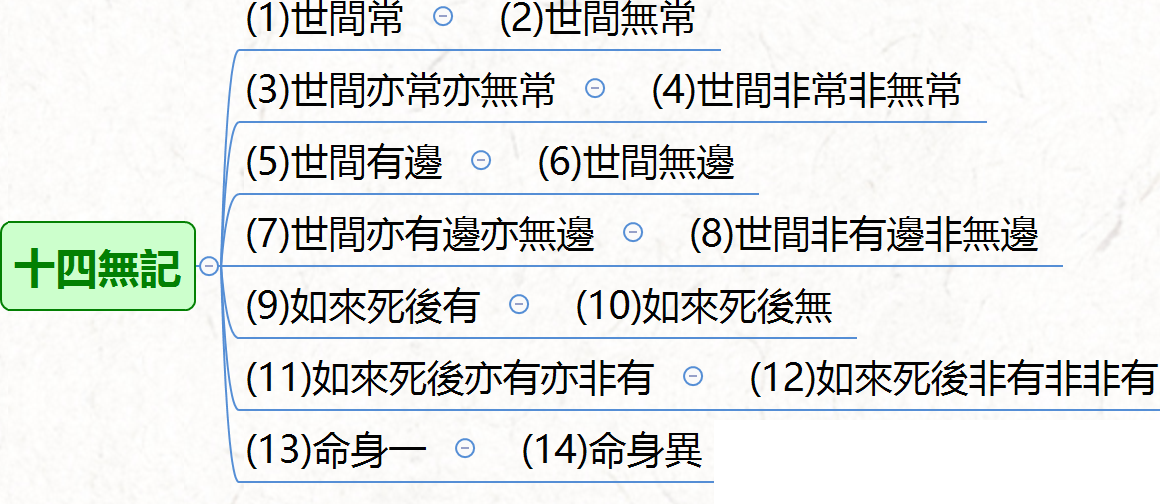 (1)世間常 (2)世間無常
(3)世間亦常亦無常 (4)世間非常非無常
(5)世間有邊 (6)世間無邊
(7)世間亦有邊亦無邊 (8)世間非有邊非無邊
十四無記
(9)如來死後有 (10)如來死後無
(11)如來死後亦有亦非有 (12)如來死後非有非非有
(13)命身一 (14)命身異